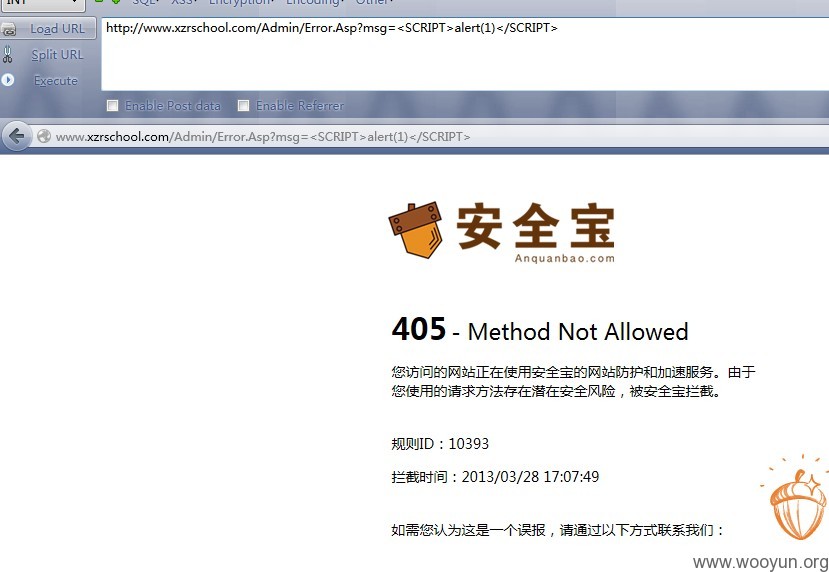 INT SQL▾ XSS▾ Encryption▾ Encoding▾ Other▾
Load URL
http://www.xzrschool.com/Admin/Error.Asp?msg=<SCRIPT>alert(1)</SCRIPT>
Split URL
Execute
Enable Post data Enable Referrer
www.xzrschool.com/Admin/Error.Asp?msg=<SCRIPT>alert(1)</SCRIPT>
安全宝
Anquanbao.com
405 - Method Not Allowed
您访问的网站正在使用安全宝的网站防护和加速服务。由于
您使用的请求方法存在潜在安全风险，被安全宝拦截。
规则ID：10393
拦截时间：2013/03/28 17:07:49
如需您认为这是一个误报，请通过以下方式联系我们：
www.wooyun.org